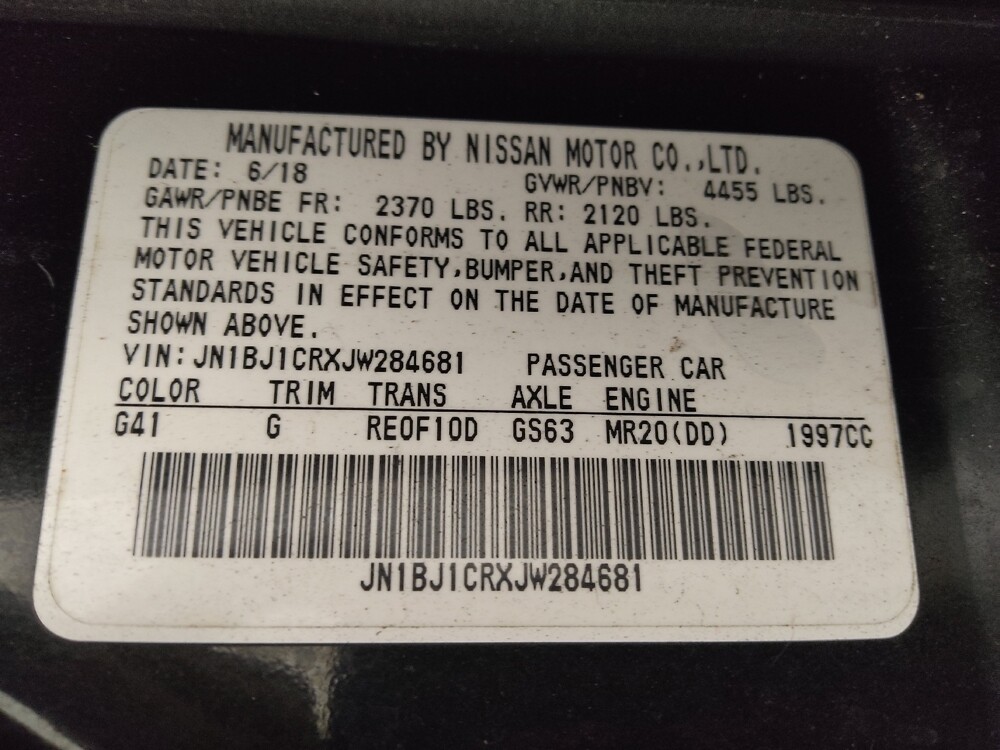 MANUFACTURED BY NISSAN MOTOR CO.,LTD.
DATE: 6/18 GVWR/PNBV: 4455 LBS.
GAWR/PNBE FR: 2370 LBS. RR: 2120 LBS.
THIS VEHICLE CONFORMS TO ALL APPLICABLE FEDERAL
MOTOR VEHICLE SAFETY,BUMPER,AND THEFT PREVENTION
STANDARDS IN EFFECT ON THE DATE OF MANUFACTURE
SHOWN ABOVE.
VIN:JN1BJ1CRXJW284681 PASSENGER CAR
COLOR TRIM TRANS AXLE ENGINE
G41 G RE0F10D GS63 MR20(DD) 1997CC
JN1BJ1CRXJW284681